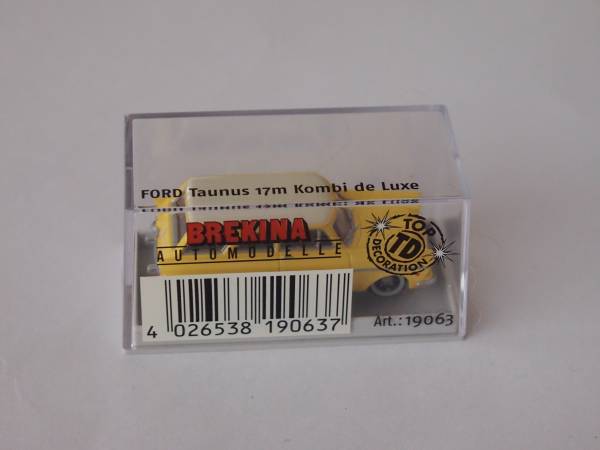 FORD Taunus 17m Kombi de Luxe
BREKINA
AUTOMODELLE
TOP
TD
DECORATION
4 026538 190637
Art.: 19063